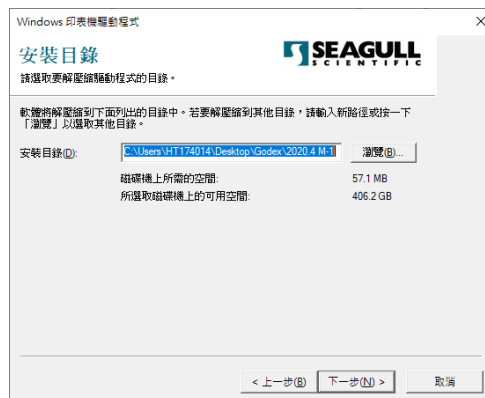 Windows 印表機驅動程式
安裝目錄
請選取要解壓縮驅動程式的目錄。
SEAGULL
SCIENTIFIC
軟體將解壓縮到下面列出的目錄中。若要解壓縮到其他目錄，請輸入新路徑或按一下
「瀏覽」以選取其他目錄。
安裝目錄(D): C:\Users\HT174014\Desktop\Godex\2020.4 M-1 瀏覽(B)...
磁碟機上所需的空間: 57.1 MB
所選取磁碟機上的可用空間: 406.2 GB
< 上一步(B) 下一步(N) > 取消